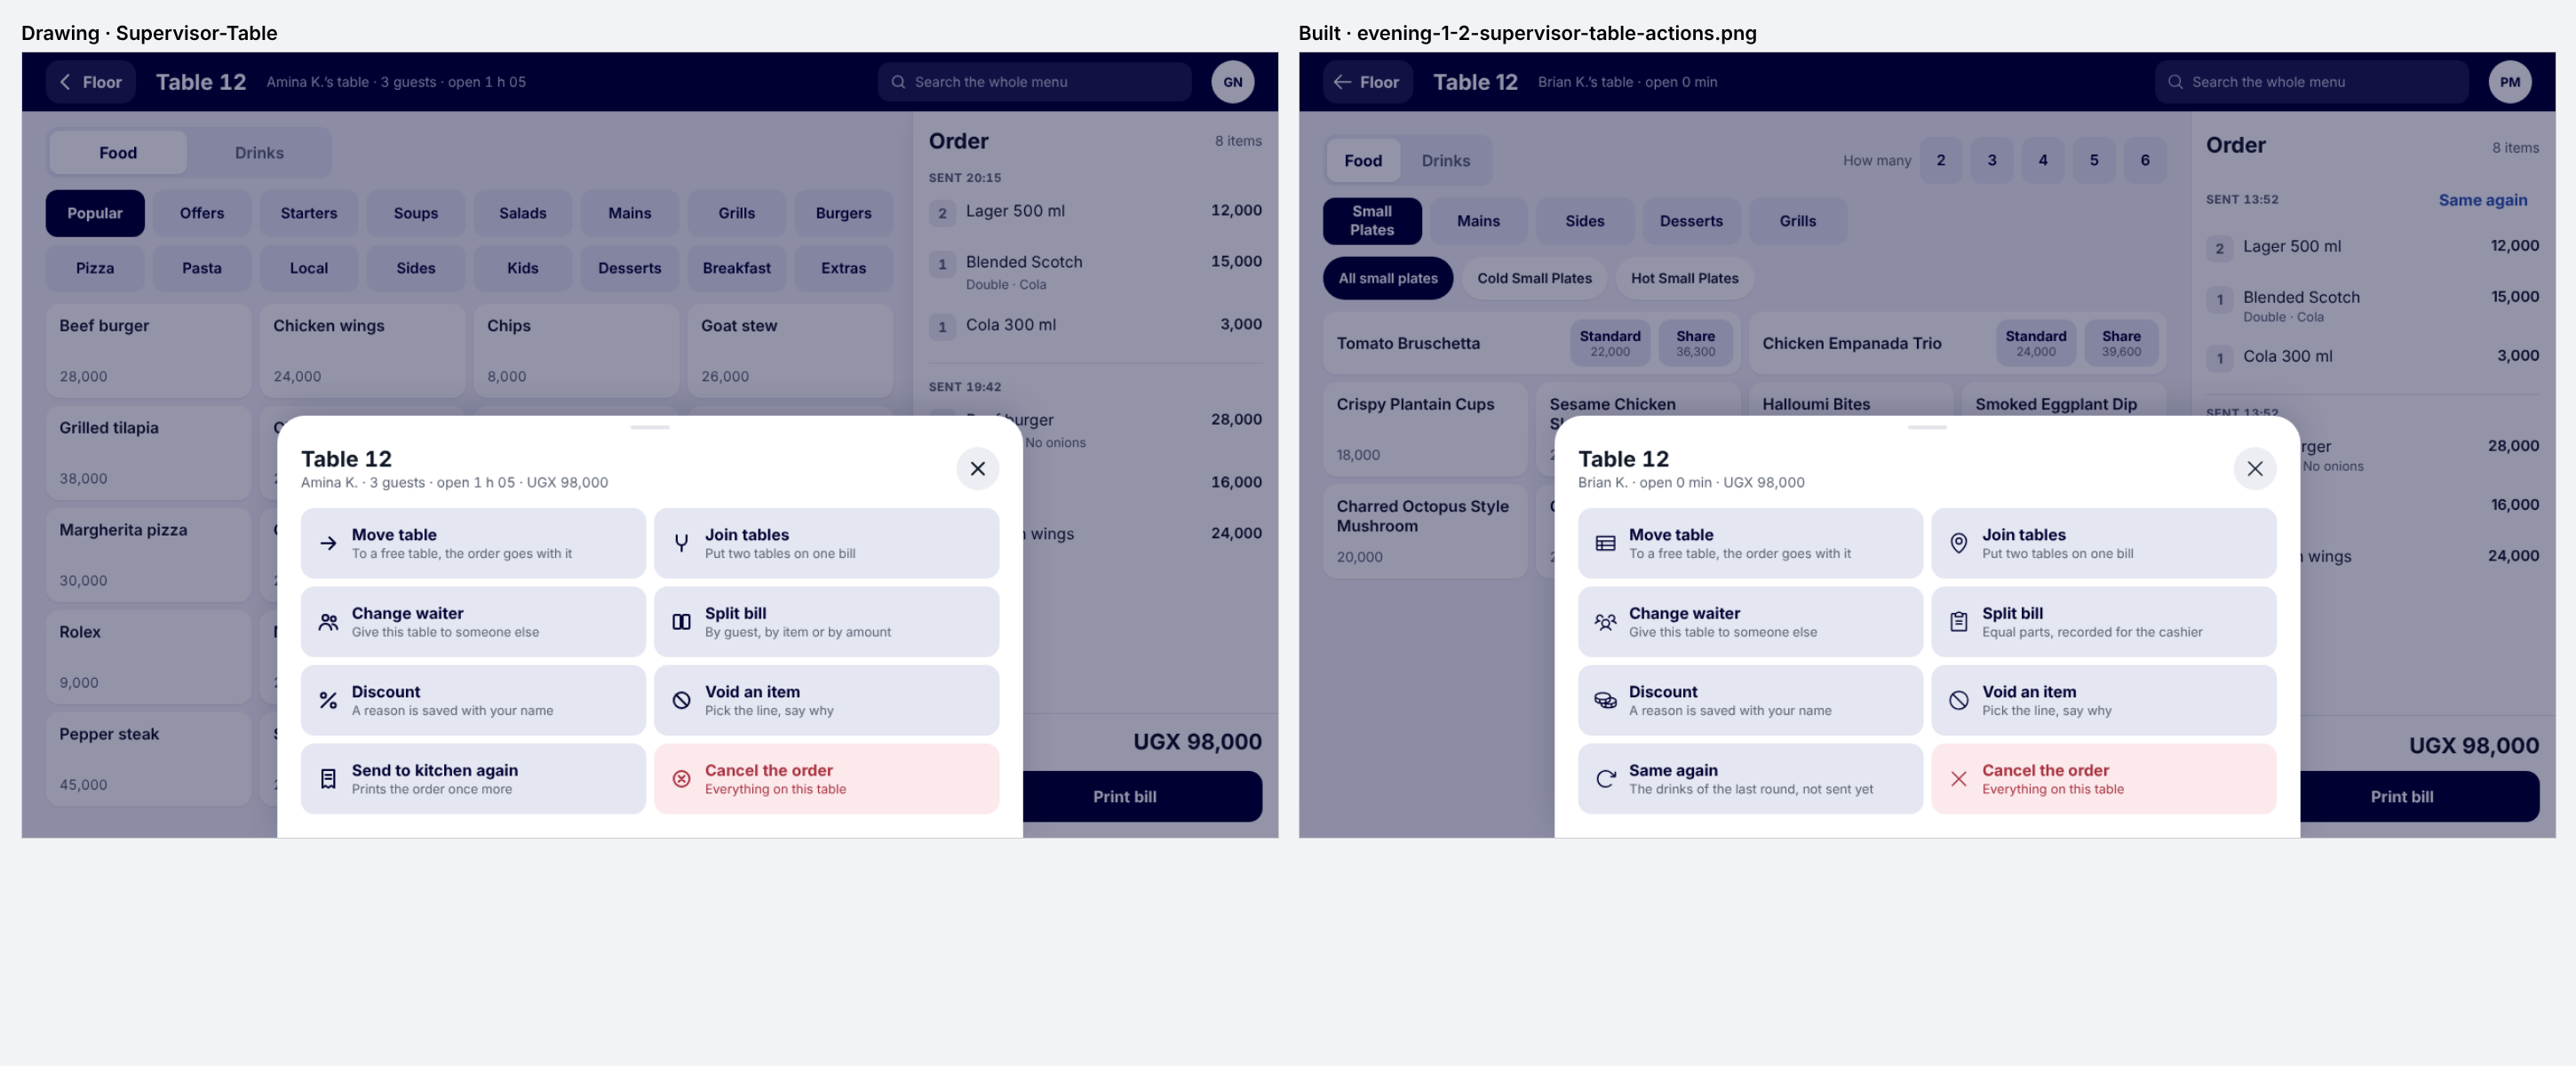 Drawing · Supervisor-Table
Floor
Table 12
Amina K.'s table · 3 guests · open 1 h 05
Search the whole menu
GN
Food
Drinks
Popular
Offers
Starters
Soups
Salads
Mains
Grills
Burgers
Pizza
Pasta
Local
Sides
Kids
Desserts
Breakfast
Extras
Beef burger
28,000
Chicken wings
24,000
Chips
8,000
Goat stew
26,000
Grilled tilapia
38,000
Margherita pizza
30,000
Rolex
9,000
Pepper steak
45,000
Order
8 items
SENT 20:15
2 Lager 500 ml 12,000
1 Blended Scotch 15,000
Double · Cola
1 Cola 300 ml 3,000
SENT 19:42
28,000
No onions
16,000
wings 24,000
UGX 98,000
Print bill
Table 12
Amina K. · 3 guests · open 1 h 05 · UGX 98,000
Move table
To a free table, the order goes with it
Join tables
Put two tables on one bill
Change waiter
Give this table to someone else
Split bill
By guest, by item or by amount
Discount
A reason is saved with your name
Void an item
Pick the line, say why
Send to kitchen again
Prints the order once more
Cancel the order
Everything on this table
Built · evening-1-2-supervisor-table-actions.png
Floor
Table 12
Brian K.'s table · open 0 min
Search the whole menu
PM
Food
Drinks
How many
2
3
4
5
6
Small
Plates
Mains
Sides
Desserts
Grills
All small plates
Cold Small Plates
Hot Small Plates
Tomato Bruschetta
Standard
22,000
Share
36,300
Chicken Empanada Trio
Standard
24,000
Share
39,600
Crispy Plantain Cups
18,000
Sesame Chicken
Halloumi Bites
Smoked Eggplant Dip
Charred Octopus Style
Mushroom
20,000
Order
8 items
SENT 13:52
Same again
2 Lager 500 ml 12,000
1 Blended Scotch 15,000
Double · Cola
1 Cola 300 ml 3,000
SENT 13:52
28,000
No onions
16,000
wings 24,000
UGX 98,000
Print bill
Table 12
Brian K. · open 0 min · UGX 98,000
Move table
To a free table, the order goes with it
Join tables
Put two tables on one bill
Change waiter
Give this table to someone else
Split bill
Equal parts, recorded for the cashier
Discount
A reason is saved with your name
Void an item
Pick the line, say why
Same again
The drinks of the last round, not sent yet
Cancel the order
Everything on this table